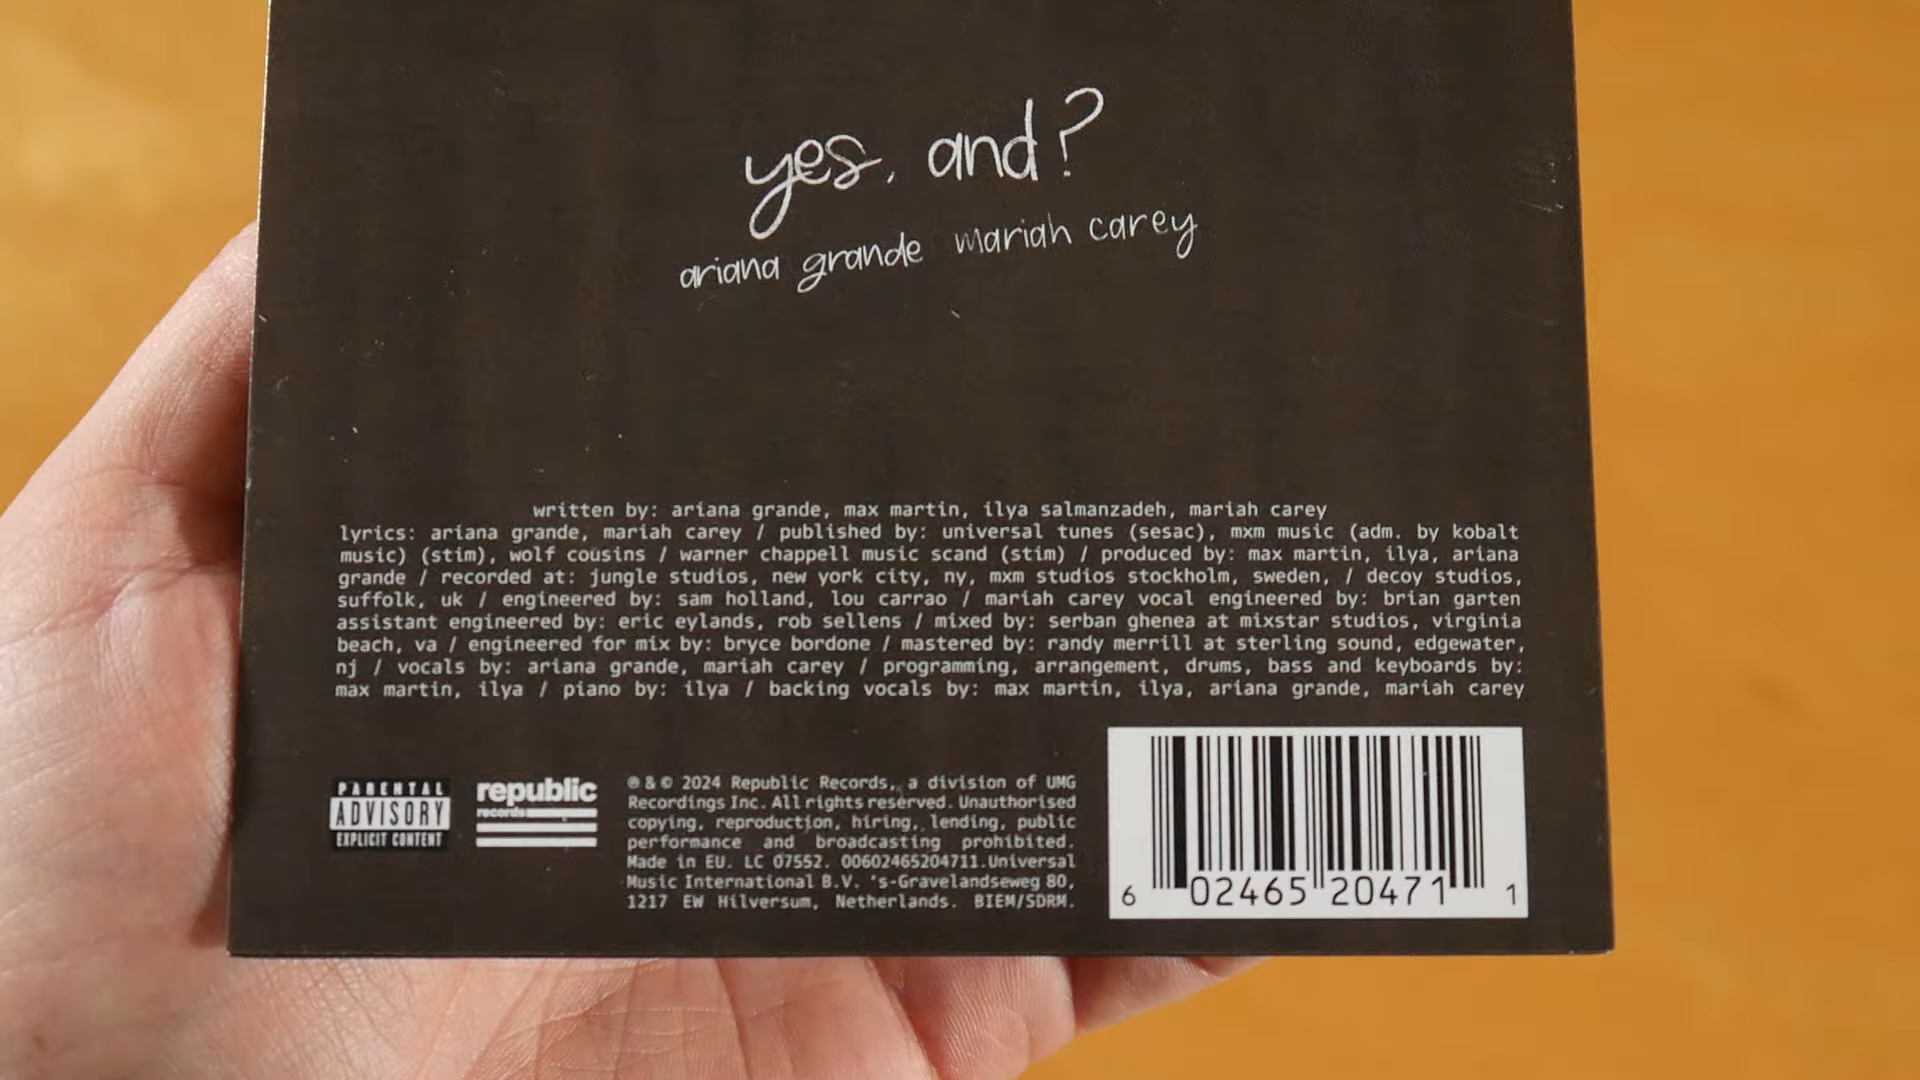 yes, and?
ariana grande mariah carey
written by: ariana grande, max martin, ilya salmanzadeh, mariah carey
lyrics: ariana grande, mariah carey / published by: universal tunes (sesac), mxm music (adm. by kobalt
music) (stim), wolf cousins / warner chappell music scand (stim) / produced by: max martin, ilya, ariana
grande / recorded at: jungle studios, new york city, ny, mxm studios stockholm, sweden, / decoy studios,
suffolk, uk / engineered by: sam holland, lou carrao / mariah carey vocal engineered by: brian garten
assistant engineered by: eric eylands, rob sellens / mixed by: serban ghenea at mixstar studios, virginia
beach, va / engineered for mix by: bryce bordone / mastered by: randy merrill at sterling sound, edgewater,
nj / vocals by: ariana grande, mariah carey / programming, arrangement, drums, bass and keyboards by:
max martin, ilya / piano by: ilya / backing vocals by: max martin, ilya, ariana grande, mariah carey
PARENTAL
ADVISORY
EXPLICIT CONTENT
republic
records
℗ & © 2024 Republic Records, a division of UMG
Recordings Inc. All rights reserved. Unauthorised
copying, reproduction, hiring, lending, public
performance and broadcasting prohibited.
Made in EU. LC 07552. 00602465204711.Universal
Music International B.V. 's-Gravelandseweg 80,
1217 EW Hilversum, Netherlands. BIEM/SDRM.
6 02465 20471 1